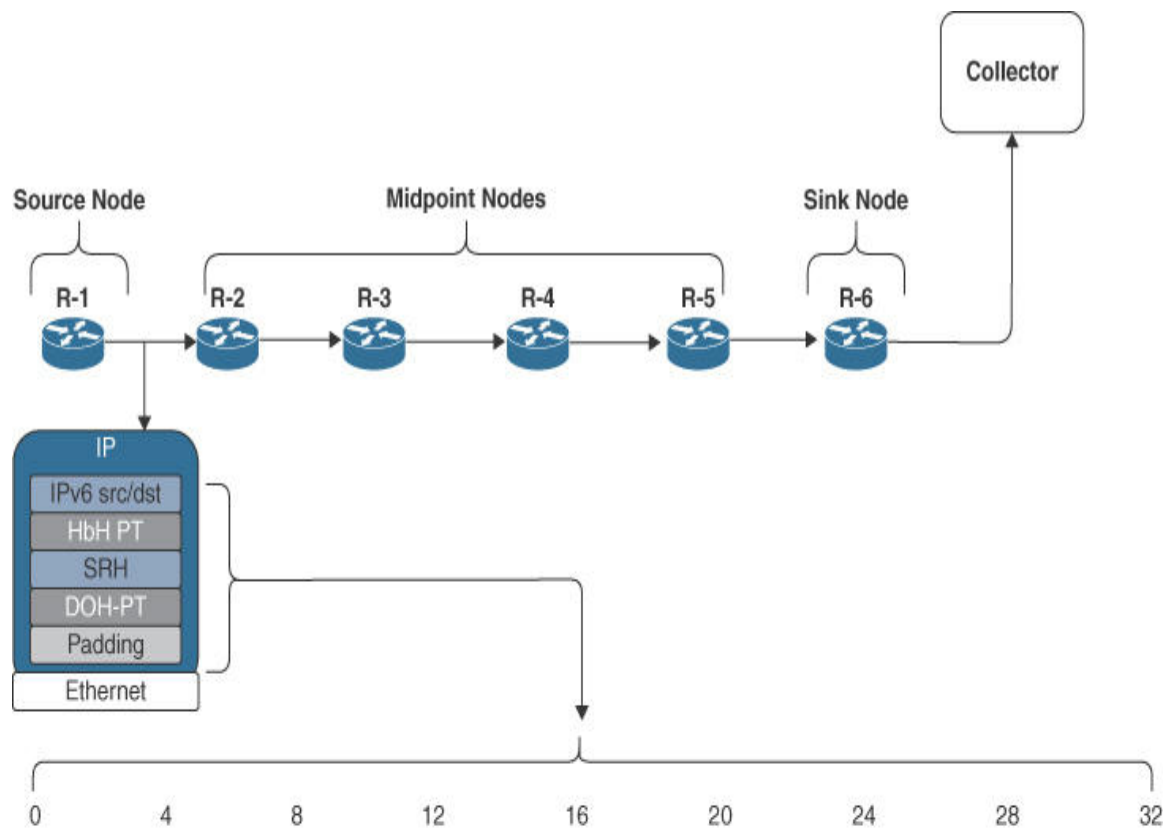 Collector
Source Node
Midpoint Nodes
Sink Node
R-1
R-2
R-3
R-4
R-5
R-6
IP
IPv6 src/dst
HbH PT
SRH
DOH-PT
Padding
Ethernet
0 4 8 12 16 20 24 28 32